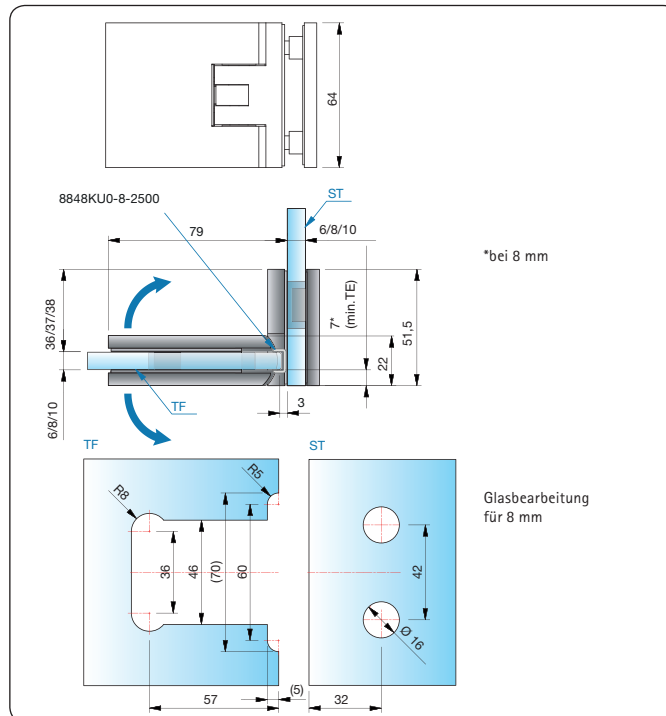 64
8848KU0-8-2500
ST
79
6/8/10
*bei 8 mm
36/37/38
7*
(min.TE)
51,5
22
6/8/10
TF
3
TF
ST
R8
R5
36
46
(70)
60
42
Ø 16
Glasbearbeitung
für 8 mm
57
(5)
32